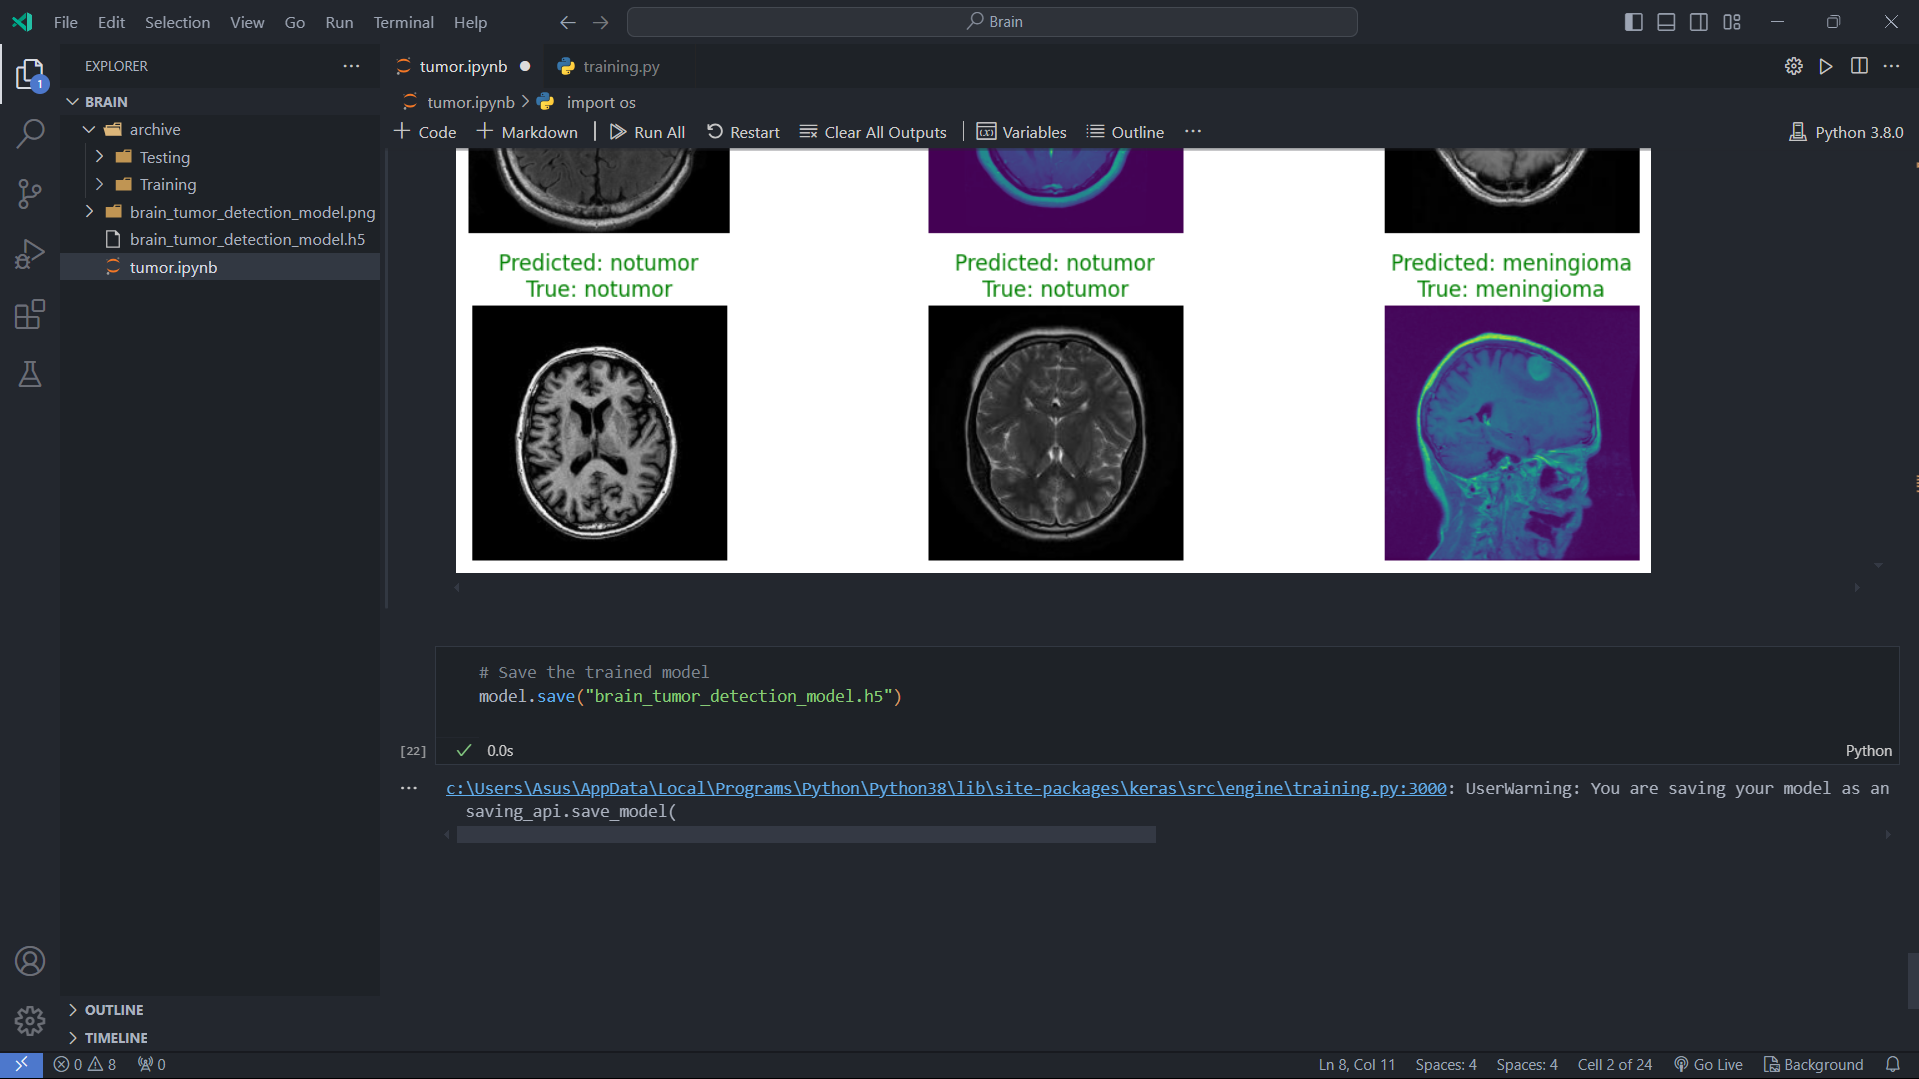 File Edit Selection View Go Run Terminal Help
Brain
EXPLORER
BRAIN
archive
Testing
Training
brain_tumor_detection_model.png
brain_tumor_detection_model.h5
tumor.ipynb
OUTLINE
TIMELINE
1
tumor.ipynb training.py
tumor.ipynb > import os
+ Code + Markdown Run All Restart Clear All Outputs Variables Outline ... Python 3.8.0
Predicted: notumor
True: notumor
Predicted: notumor
True: notumor
Predicted: meningioma
True: meningioma
# Save the trained model
model.save("brain_tumor_detection_model.h5")
[22] 0.0s Python
c:\Users\Asus\AppData\Local\Programs\Python\Python38\lib\site-packages\keras\src\engine\training.py:3000: UserWarning: You are saving your model as an
saving_api.save_model(
0 8 0 Ln 8, Col 11 Spaces: 4 Spaces: 4 Cell 2 of 24 Go Live Background